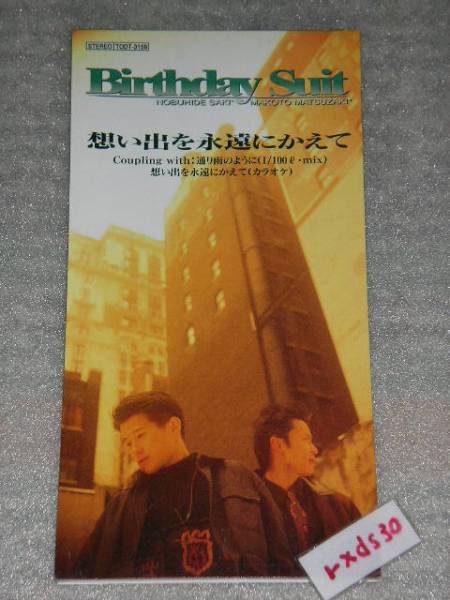 STEREO TODT-3159
Birthday Suit
NOBUHIDE SAKI MAKOTO MATSUZAKI
想い出を永遠にかえて
Coupling with:通り雨のように(1/100ℓ・mix)
想い出を永遠にかえて(カラオケ)
rxds30